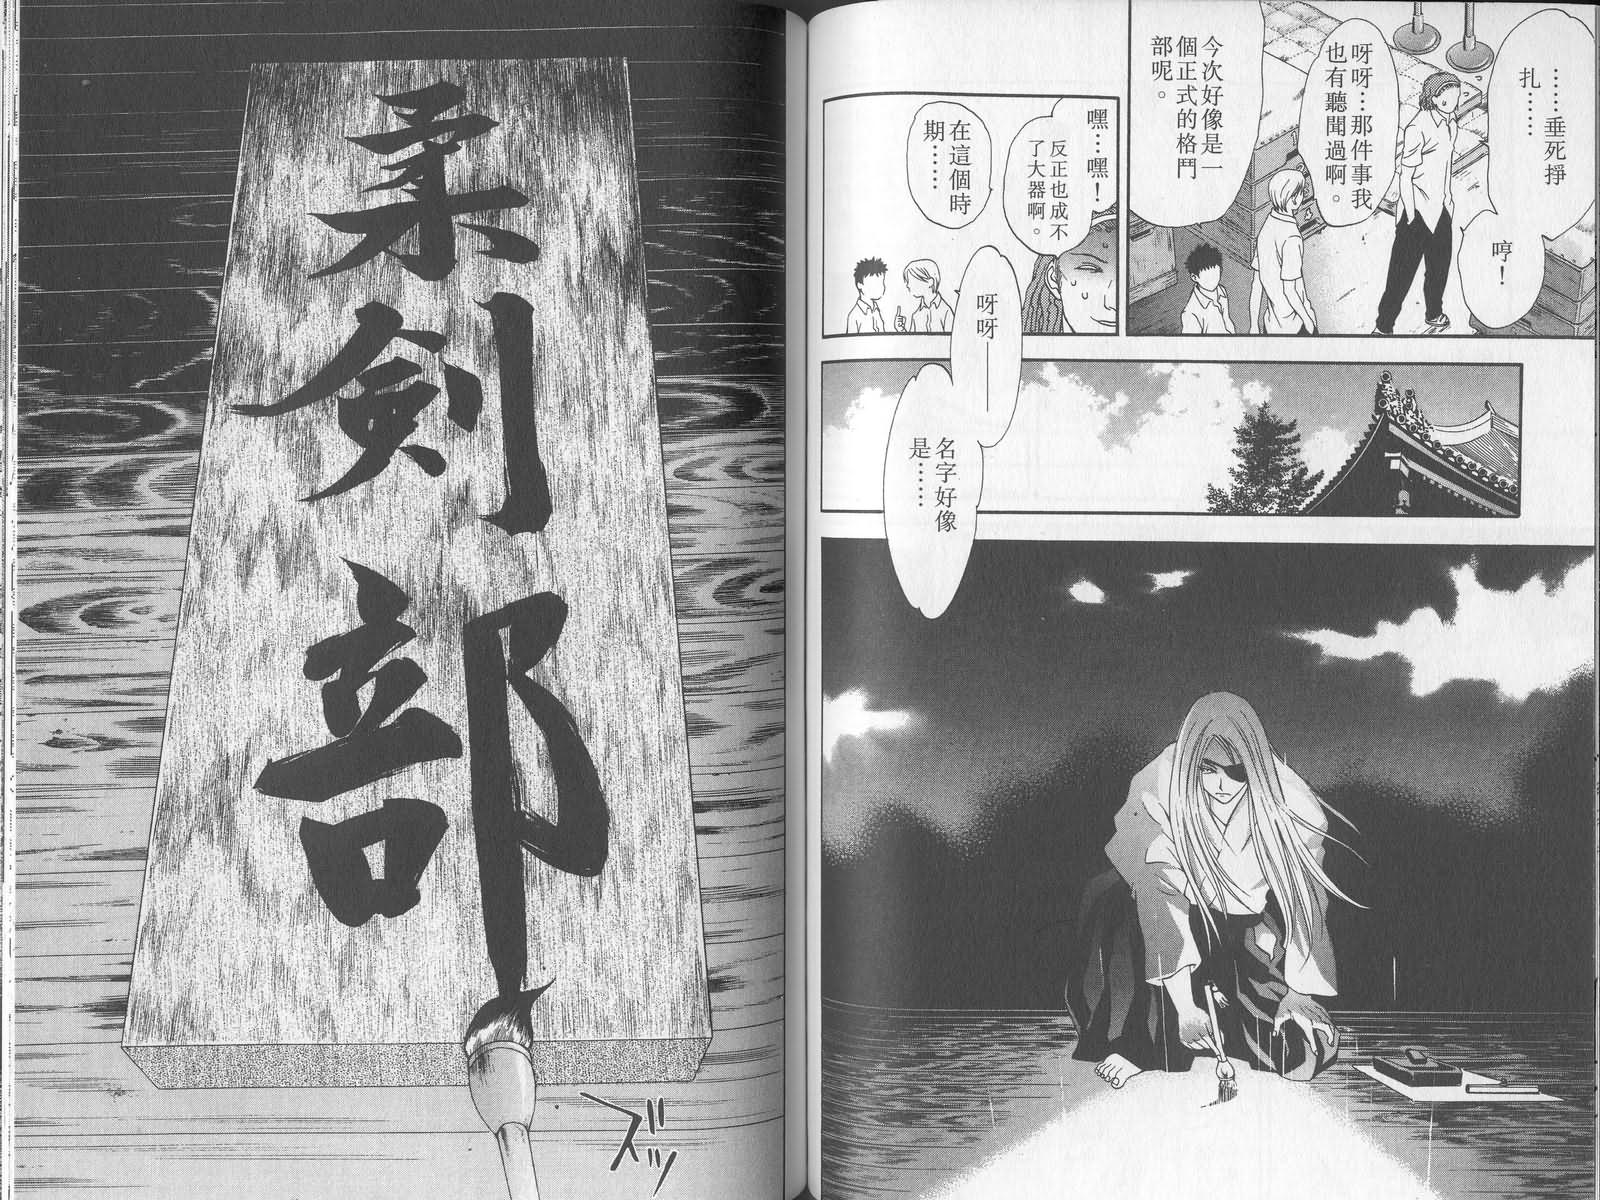 ……垂死掙
扎……
哼！
呀呀…那件事我
也有聽聞過啊。
今次好像是一
個正式的格鬥
部呢。
嘿…嘿！
反正也成不
了大器啊。
在這個時
期……
呀呀——
名字好像
是……
柔剣部
ズッ